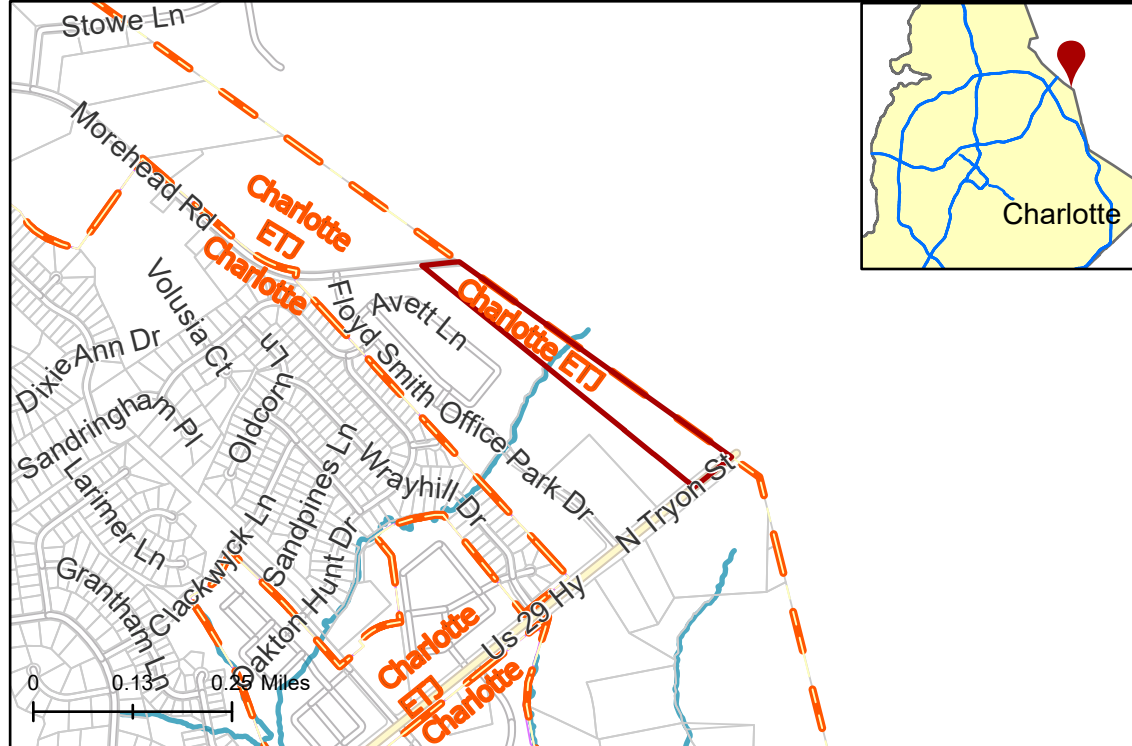 Stowe Ln
Morehead Rd
Charlotte
ETJ
Charlotte
Charlotte
Volusia Ct
Avett Ln
Charlotte ETJ
Floyd Smith Office Park Dr
Dixie Ann Dr
Ln
Oldcorn
Sandringham Pl
Larimer Ln
Sandpines Ln
Wrayhill Dr
N Tryon St
Clackwyck Ln
Oakton Hunt Dr
Grantham Ln
Us 29 Hy
Charlotte
ETJ
Charlotte
0 0.13 0.25 Miles